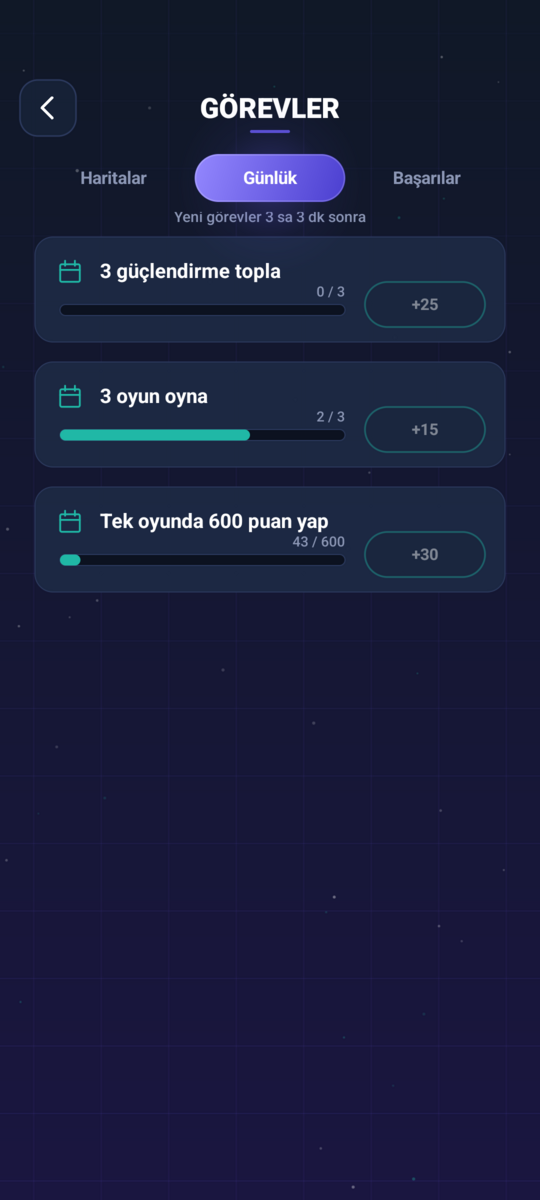 GÖREVLER
Haritalar
Günlük
Başarılar
Yeni görevler 3 sa 3 dk sonra
3 güçlendirme topla
0 / 3
+25
3 oyun oyna
2 / 3
+15
Tek oyunda 600 puan yap
43 / 600
+30